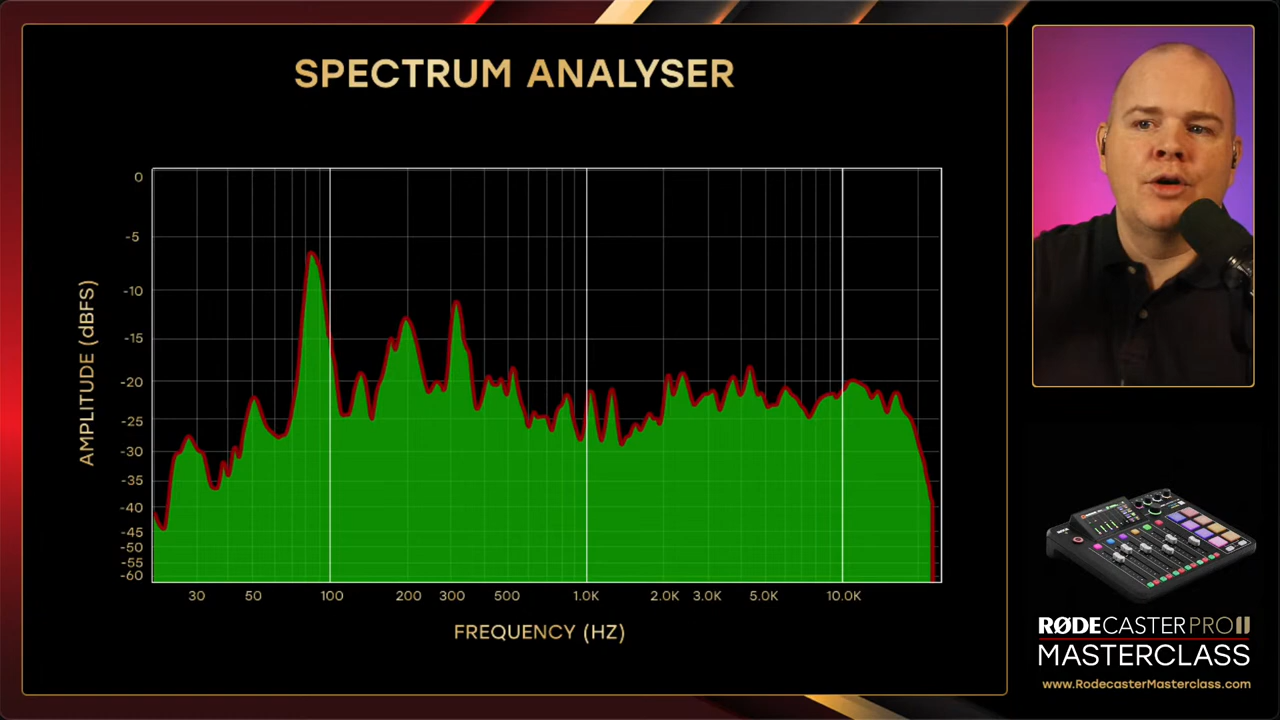 SPECTRUM ANALYSER
AMPLITUDE (dBFS)
0
-5
-10
-15
-20
-25
-30
-35
-40
-45
-50
-55
-60
30 50 100 200 300 500 1.0K 2.0K 3.0K 5.0K 10.0K
FREQUENCY (HZ)
RØDECASTER PRO II
MASTERCLASS
www.RodecasterMasterclass.com